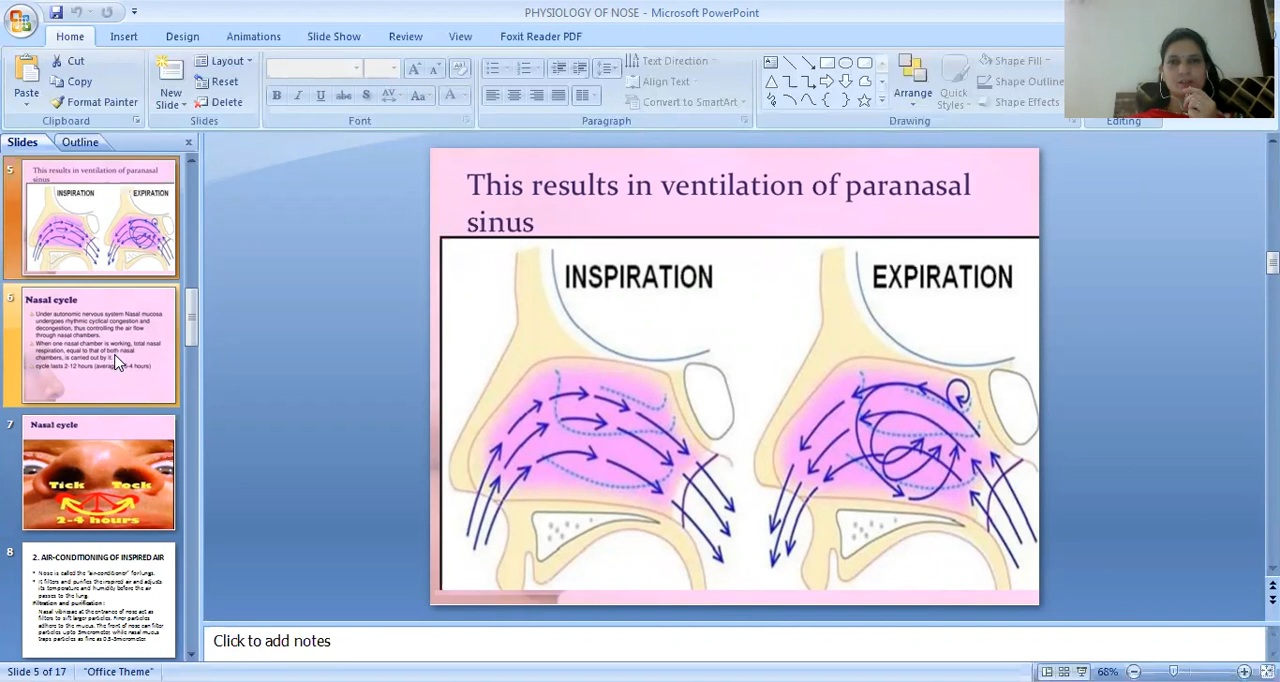 PHYSIOLOGY OF NOSE - Microsoft PowerPoint
Home Insert Design Animations Slide Show Review View Foxit Reader PDF
Paste
Cut
Copy
Format Painter
Clipboard
New Slide
Layout
Reset
Delete
Slides
B I U abc S AV Aa A
Font
Text Direction
Align Text
Convert to SmartArt
Paragraph
Arrange
Quick Styles
Shape Fill
Shape Outline
Shape Effects
Drawing
Editing
Slides Outline
5
This results in ventilation of paranasal
sinus
INSPIRATION EXPIRATION
6
Nasal cycle
Under autonomic nervous system Nasal mucosa
undergoes rhythmic cyclical congestion and
decongestion, thus controlling the air flow
through nasal chambers.
When one nasal chamber is working, total nasal
respiration, equal to that of both nasal
chambers, is carried out by it.
cycle lasts 2-12 hours (average -4 hours)
7
Nasal cycle
Tick Tock
2-4 hours
8
2. AIR-CONDITIONING OF INSPIRED AIR
Nose is called the "air-conditioner" for lungs.
It filters and purifies the inspired air and adjusts
its temperature and humidity before the air
passes to the lung.
Filtration and purification :
Nasal vibrissae at the entrance of nose act as
filters to sift larger particles. Finer particles
adhere to the mucus. The front of nose can filter
particles upto 3micrometer, while nasal mucus
traps particles as fine as 0.5-3micrometer.
This results in ventilation of paranasal
sinus
INSPIRATION
EXPIRATION
Click to add notes
Slide 5 of 17 "Office Theme" 68%